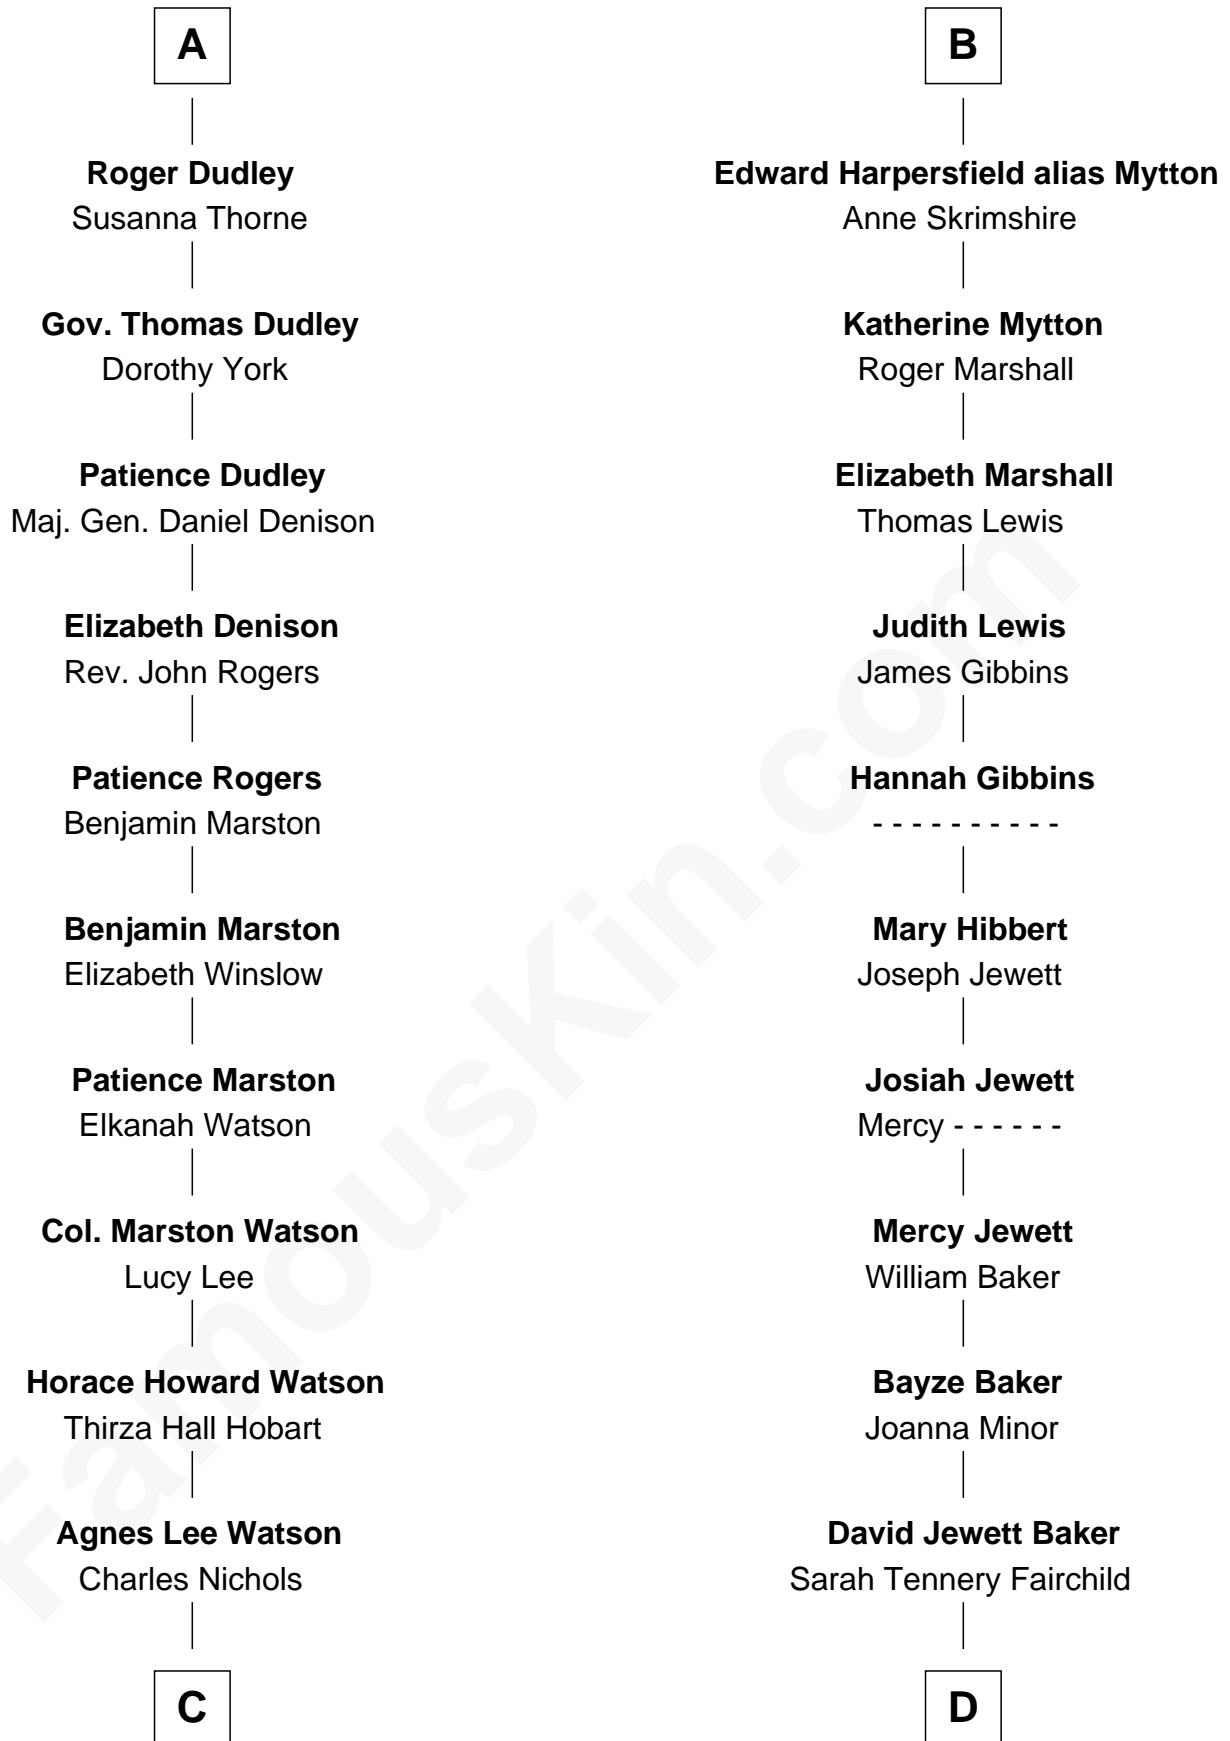 A
Roger Dudley
Susanna Thorne
Gov. Thomas Dudley
Dorothy York
Patience Dudley
Maj. Gen. Daniel Denison
Elizabeth Denison
Rev. John Rogers
Patience Rogers
Benjamin Marston
Benjamin Marston
Elizabeth Winslow
Patience Marston
Elkanah Watson
Col. Marston Watson
Lucy Lee
Horace Howard Watson
Thirza Hall Hobart
Agnes Lee Watson
Charles Nichols
C
B
Edward Harpersfield alias Mytton
Anne Skrimshire
Katherine Mytton
Roger Marshall
Elizabeth Marshall
Thomas Lewis
Judith Lewis
James Gibbins
Hannah Gibbins
- - - - - - - - - -
Mary Hibbert
Joseph Jewett
Josiah Jewett
Mercy - - - - - -
Mercy Jewett
William Baker
Bayze Baker
Joanna Minor
David Jewett Baker
Sarah Tennery Fairchild
D
FamousKin.com